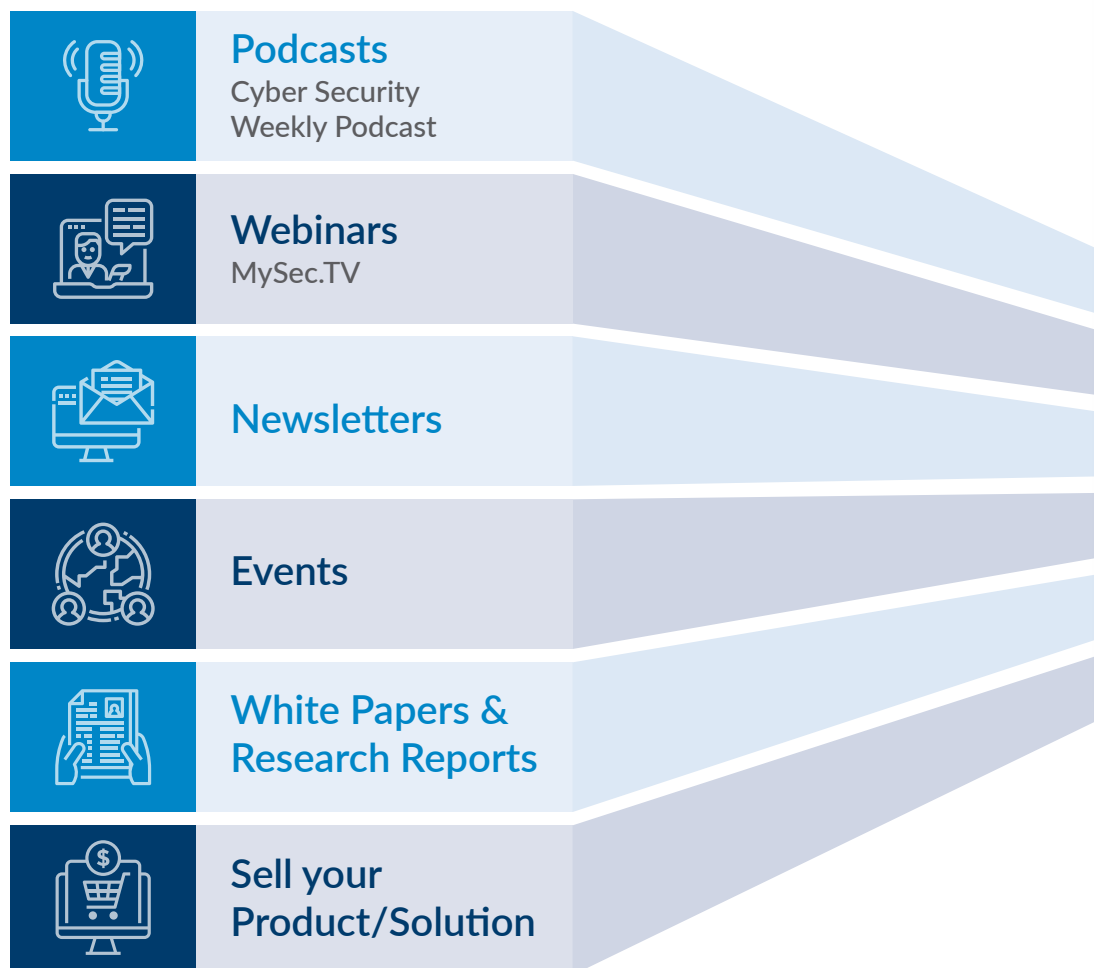 Podcasts
Cyber Security
Weekly Podcast
Webinars
MySec.TV
Newsletters
Events
White Papers &
Research Reports
$
Sell your
Product/Solution